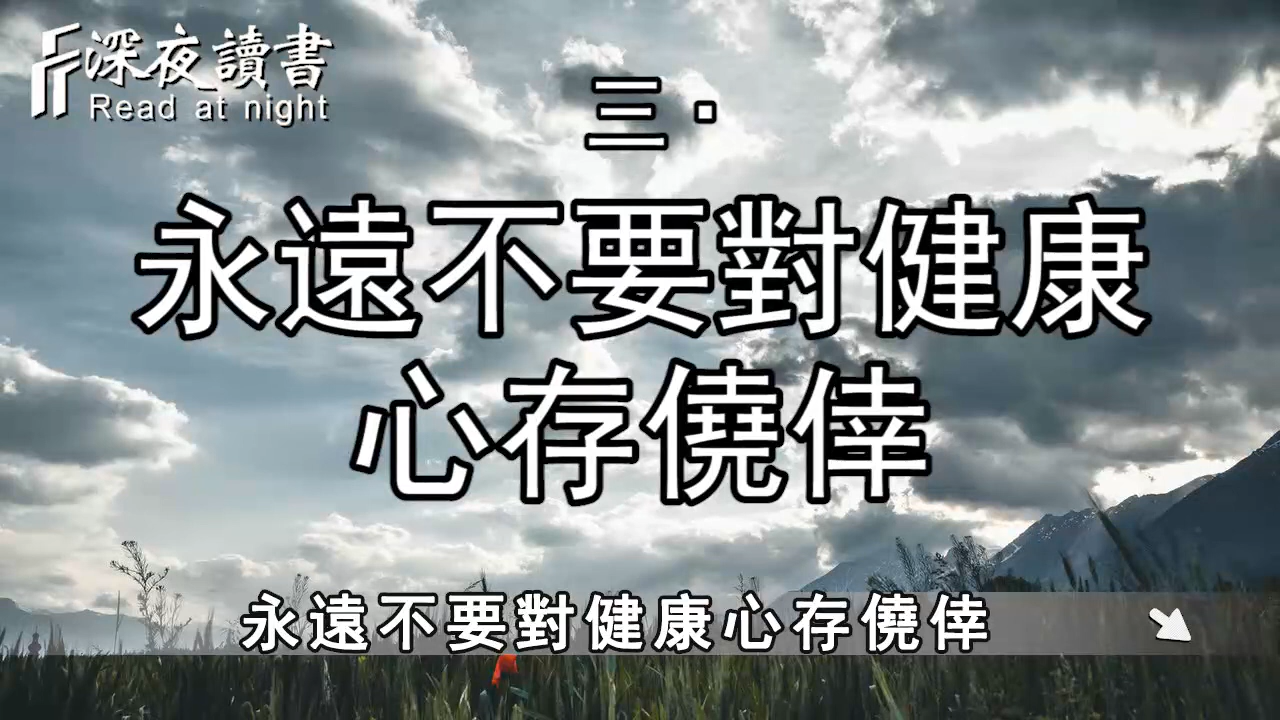 深夜讀書
Read at night
三·
永遠不要對健康
心存僥倖
永遠不要對健康心存僥倖